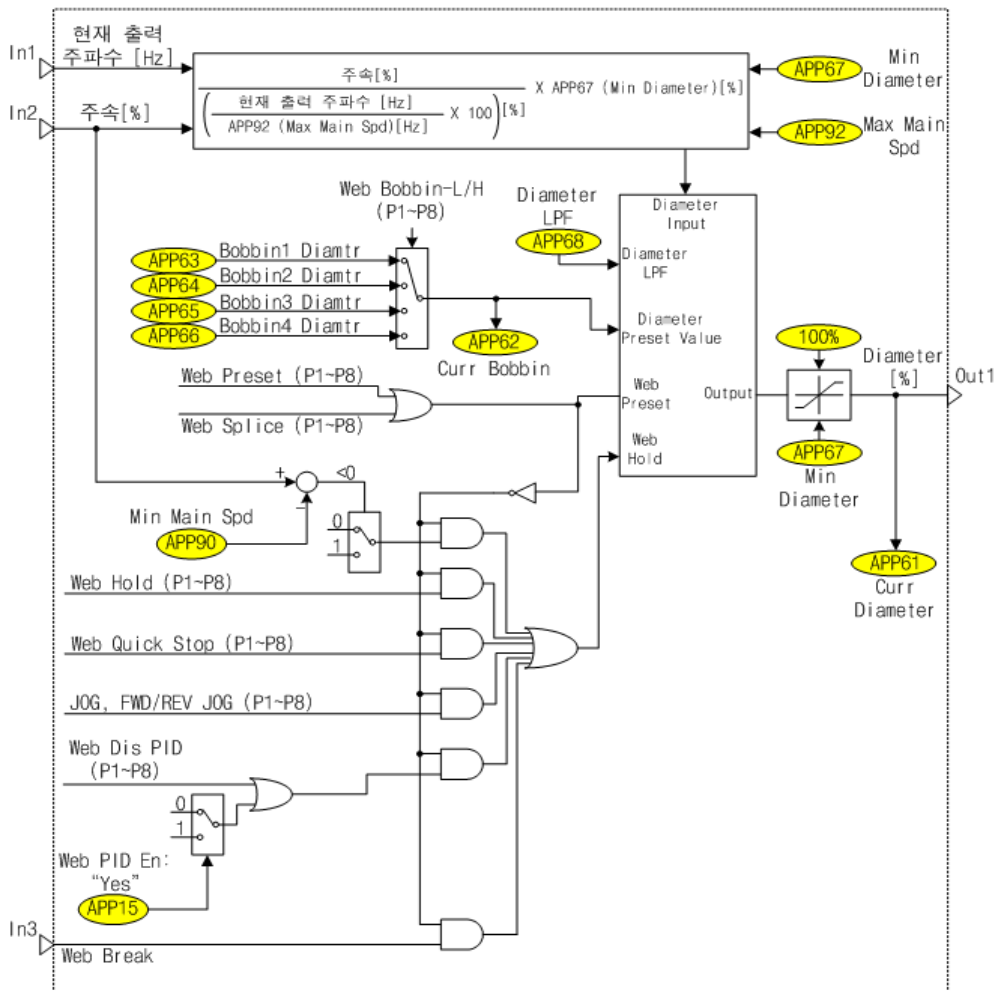 현재 출력
주파수 [Hz]
In1
In2
주속[%]
주속[%]
현재 출력 주파수 [Hz]
APP92 (Max Main Spd)[Hz]
X 100
[%]
X APP67 (Min Diameter)[%]
APP67
Min
Diameter
APP92
Max Main
Spd
Web Bobbin-L/H
(P1~P8)
Diameter
LPF
APP68
APP63
Bobbin1 Diamtr
APP64
Bobbin2 Diamtr
APP65
Bobbin3 Diamtr
APP66
Bobbin4 Diamtr
APP62
Curr Bobbin
Diameter
Input
Diameter
LPF
Diameter
Preset Value
Web
Preset
Output
Web
Hold
100%
APP67
Min
Diameter
Diameter
[%]
Out1
APP61
Curr
Diameter
Web Preset (P1~P8)
Web Splice (P1~P8)
+
-
<0
Min Main Spd
APP90
0
1
Web Hold (P1~P8)
Web Quick Stop (P1~P8)
JOG, FWD/REV JOG (P1~P8)
Web Dis PID
(P1~P8)
0
1
Web PID En:
“Yes”
APP15
In3
Web Break